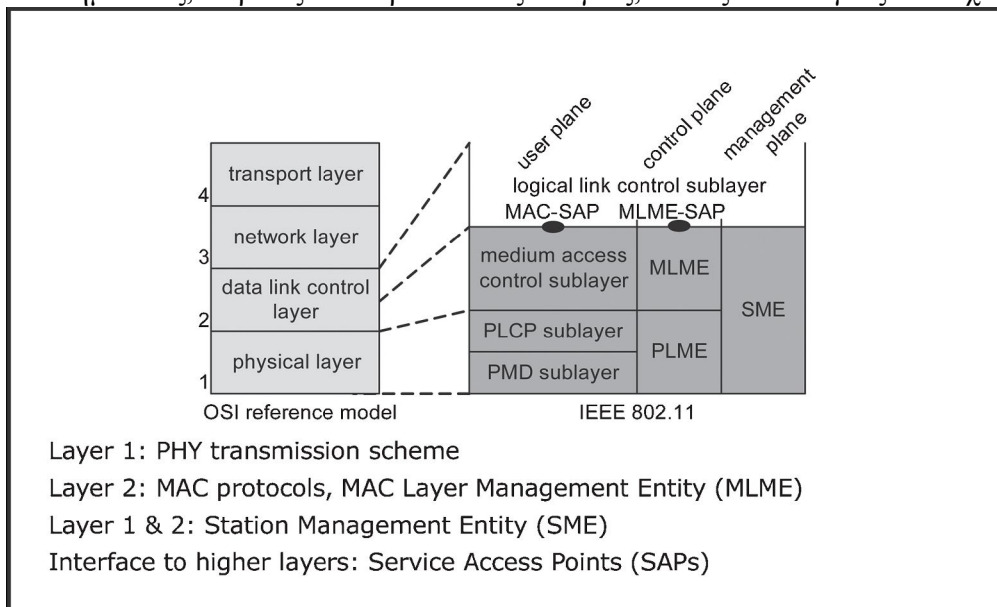 transport layer
4
network layer
3
data link control
layer
2
physical layer
1
OSI reference model
user plane
control plane
management
plane
logical link control sublayer
MAC-SAP MLME-SAP
medium access
control sublayer
MLME
SME
PLCP sublayer
PLME
PMD sublayer
IEEE 802.11
Layer 1: PHY transmission scheme
Layer 2: MAC protocols, MAC Layer Management Entity (MLME)
Layer 1 & 2: Station Management Entity (SME)
Interface to higher layers: Service Access Points (SAPs)